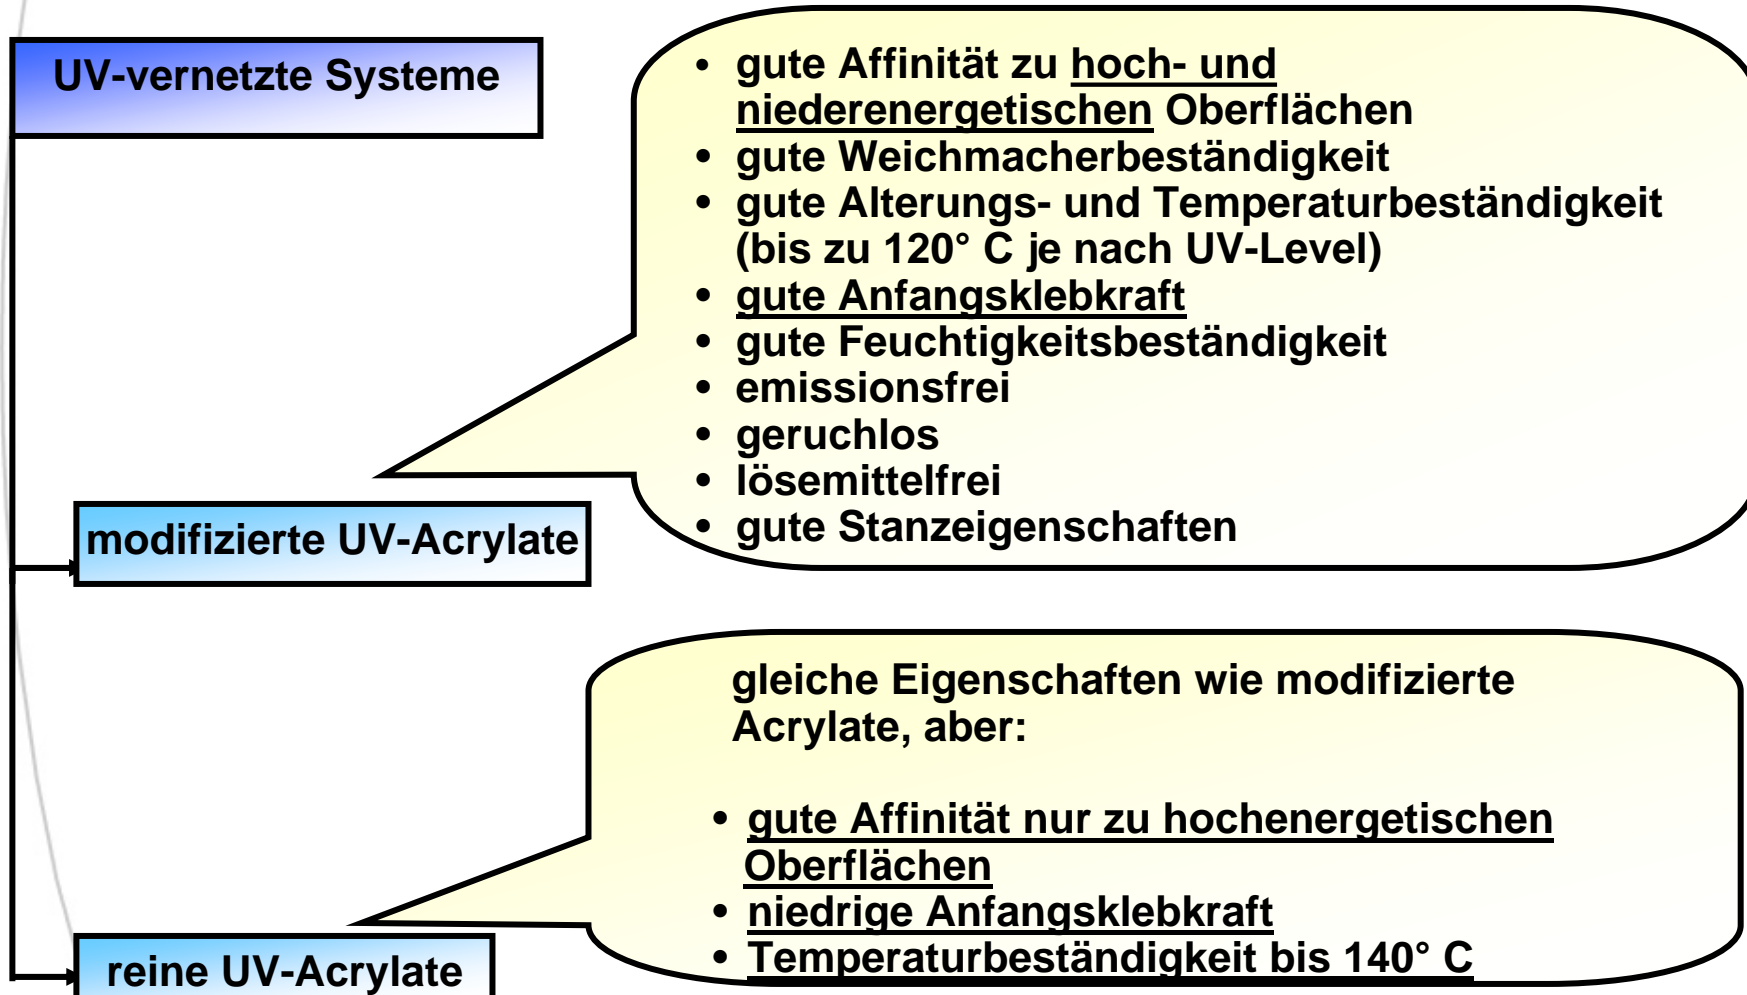 UV-vernetzte Systeme
• gute Affinität zu hoch- und
niederenergetischen Oberflächen
• gute Weichmacherbeständigkeit
• gute Alterungs- und Temperaturbeständigkeit
(bis zu 120° C je nach UV-Level)
• gute Anfangsklebkraft
• gute Feuchtigkeitsbeständigkeit
• emissionsfrei
• geruchlos
• lösemittelfrei
• gute Stanzeigenschaften
modifizierte UV-Acrylate
gleiche Eigenschaften wie modifizierte
Acrylate, aber:
• gute Affinität nur zu hochenergetischen
Oberflächen
• niedrige Anfangsklebkraft
• Temperaturbeständigkeit bis 140° C
reine UV-Acrylate